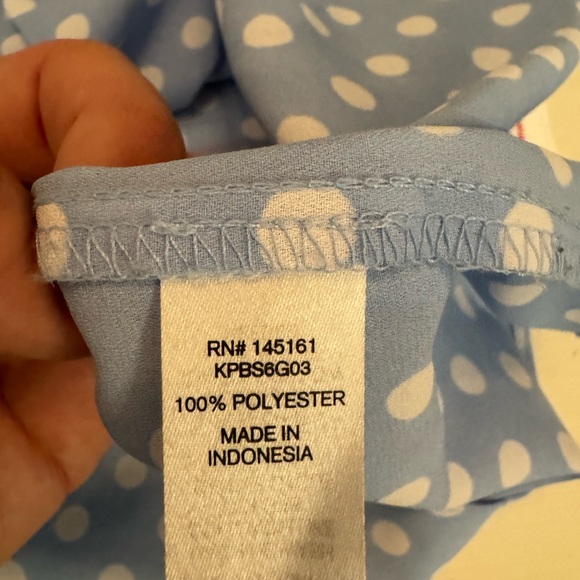 RN# 145161
KPBS6G03
100% POLYESTER
MADE IN
INDONESIA